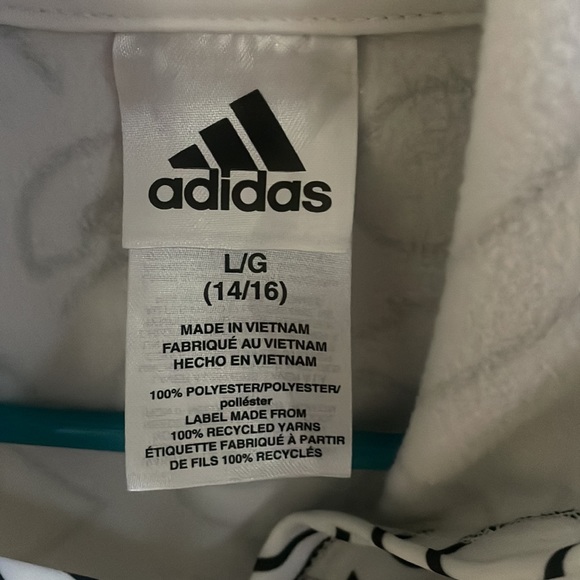 adidas
L/G
(14/16)
MADE IN VIETNAM
FABRIQUÉ AU VIETNAM
HECHO EN VIETNAM
100% POLYESTER/POLYESTER/
poliéster
LABEL MADE FROM
100% RECYCLED YARNS
ÉTIQUETTE FABRIQUÉ À PARTIR
DE FILS 100% RECYCLÉS